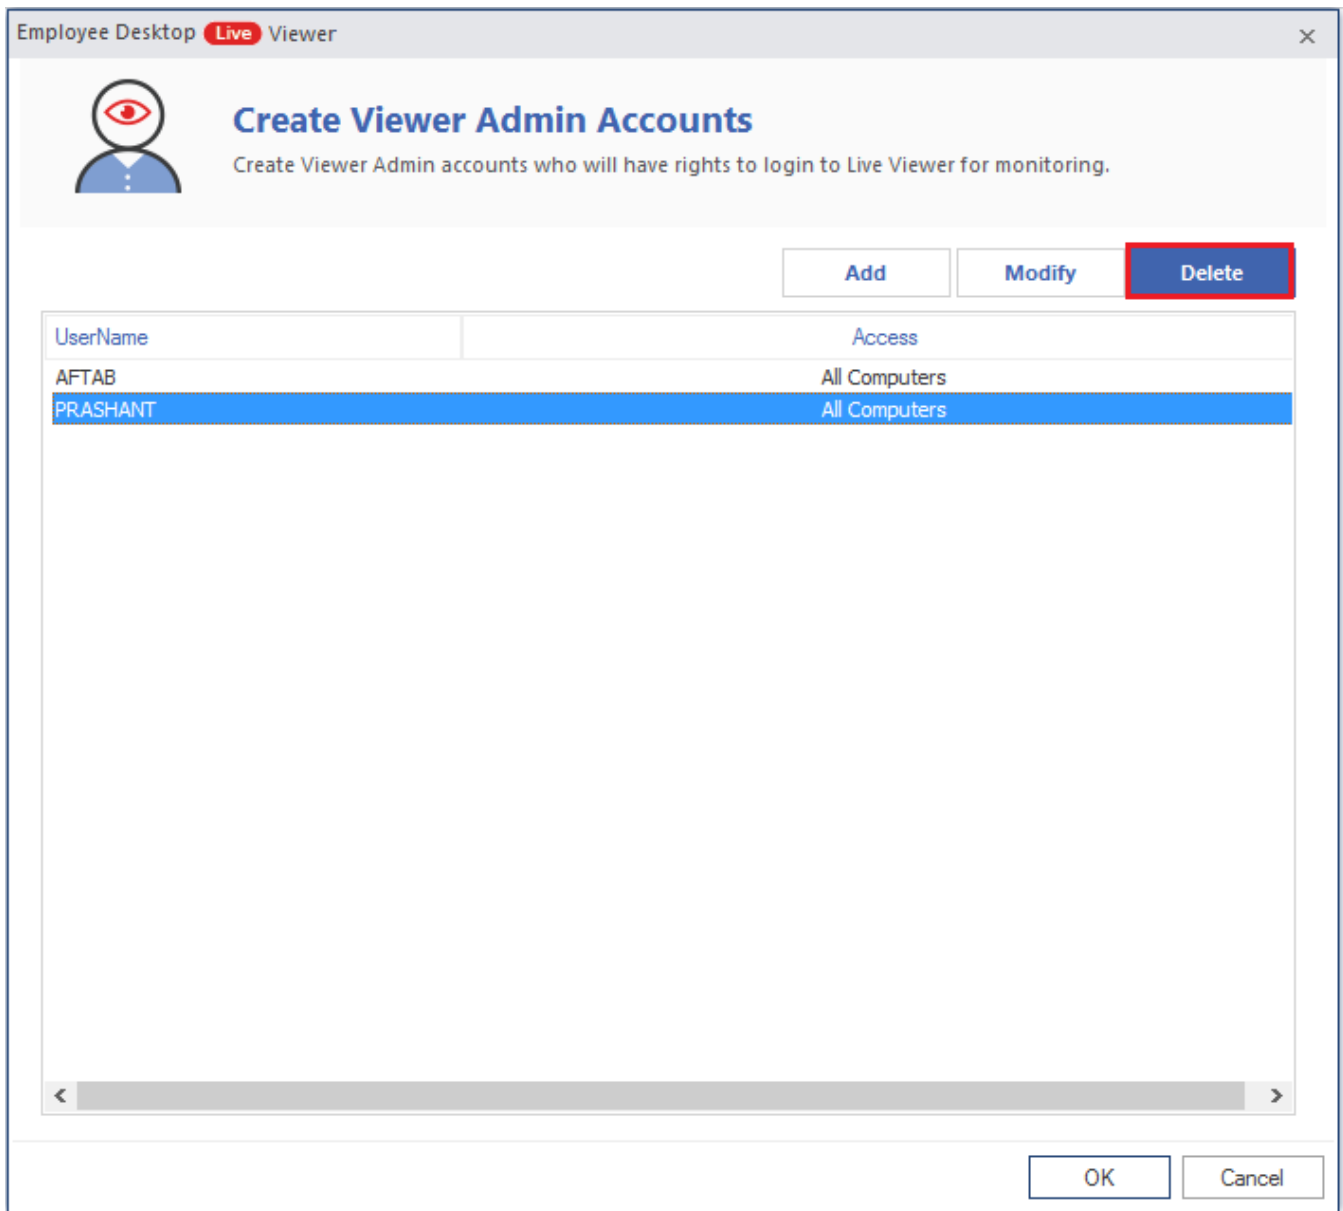 Employee Desktop Live Viewer
Create Viewer Admin Accounts
Create Viewer Admin accounts who will have rights to login to Live Viewer for monitoring.
Add Modify Delete
UserName Access
AFTAB All Computers
PRASHANT All Computers
OK Cancel